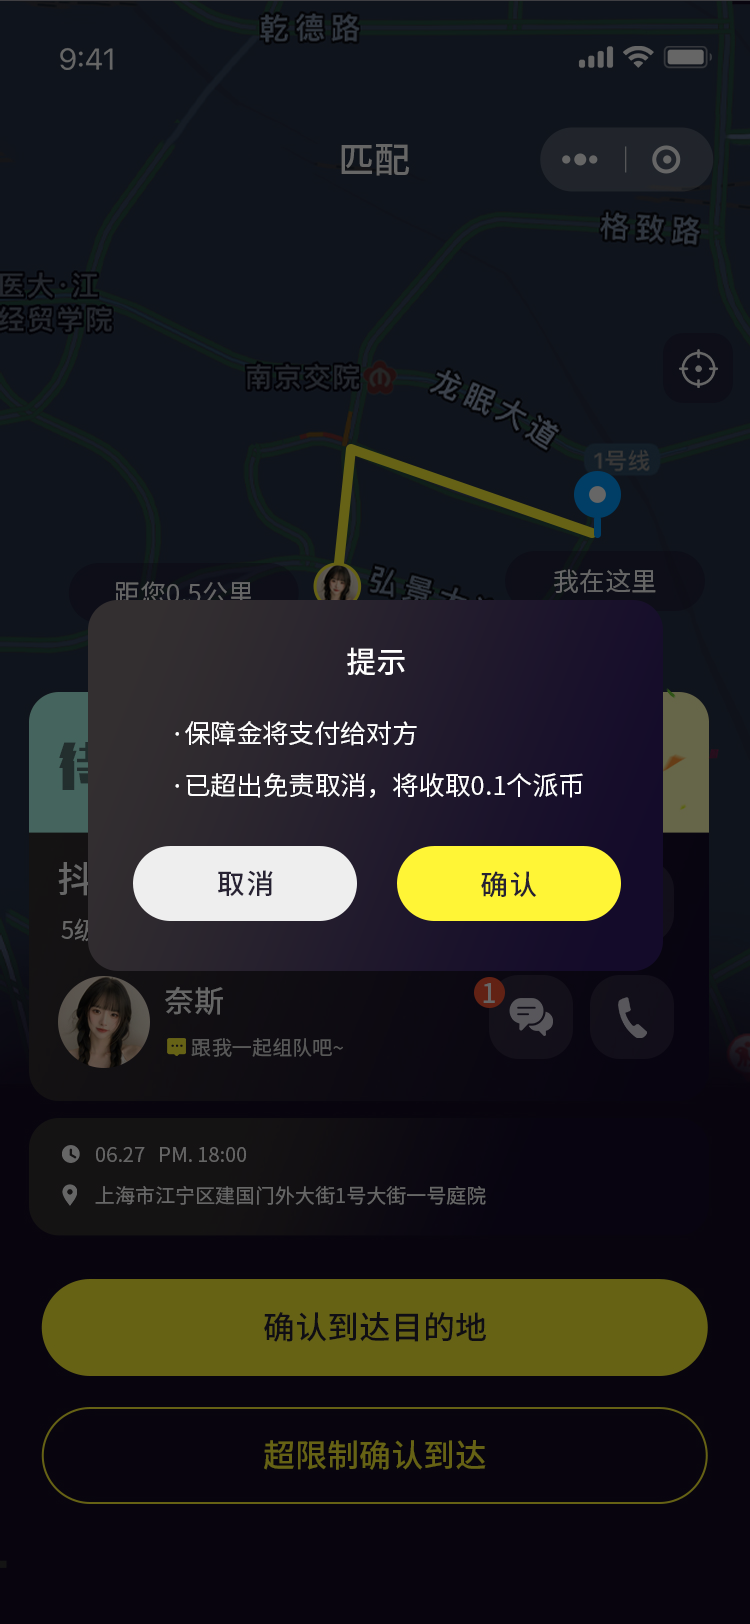 乾德路
9:41
匹配
格致路
医大·江
经贸学院
南京交院
龙眠大道
1号线
距您0.5公里
弘景大
我在这里
提示
·保障金将支付给对方
·已超出免责取消，将收取0.1个派币
取消
确认
待
抖
5级
奈斯
1
跟我一起组队吧~
06.27 PM. 18:00
上海市江宁区建国门外大街1号大街一号庭院
确认到达目的地
超限制确认到达